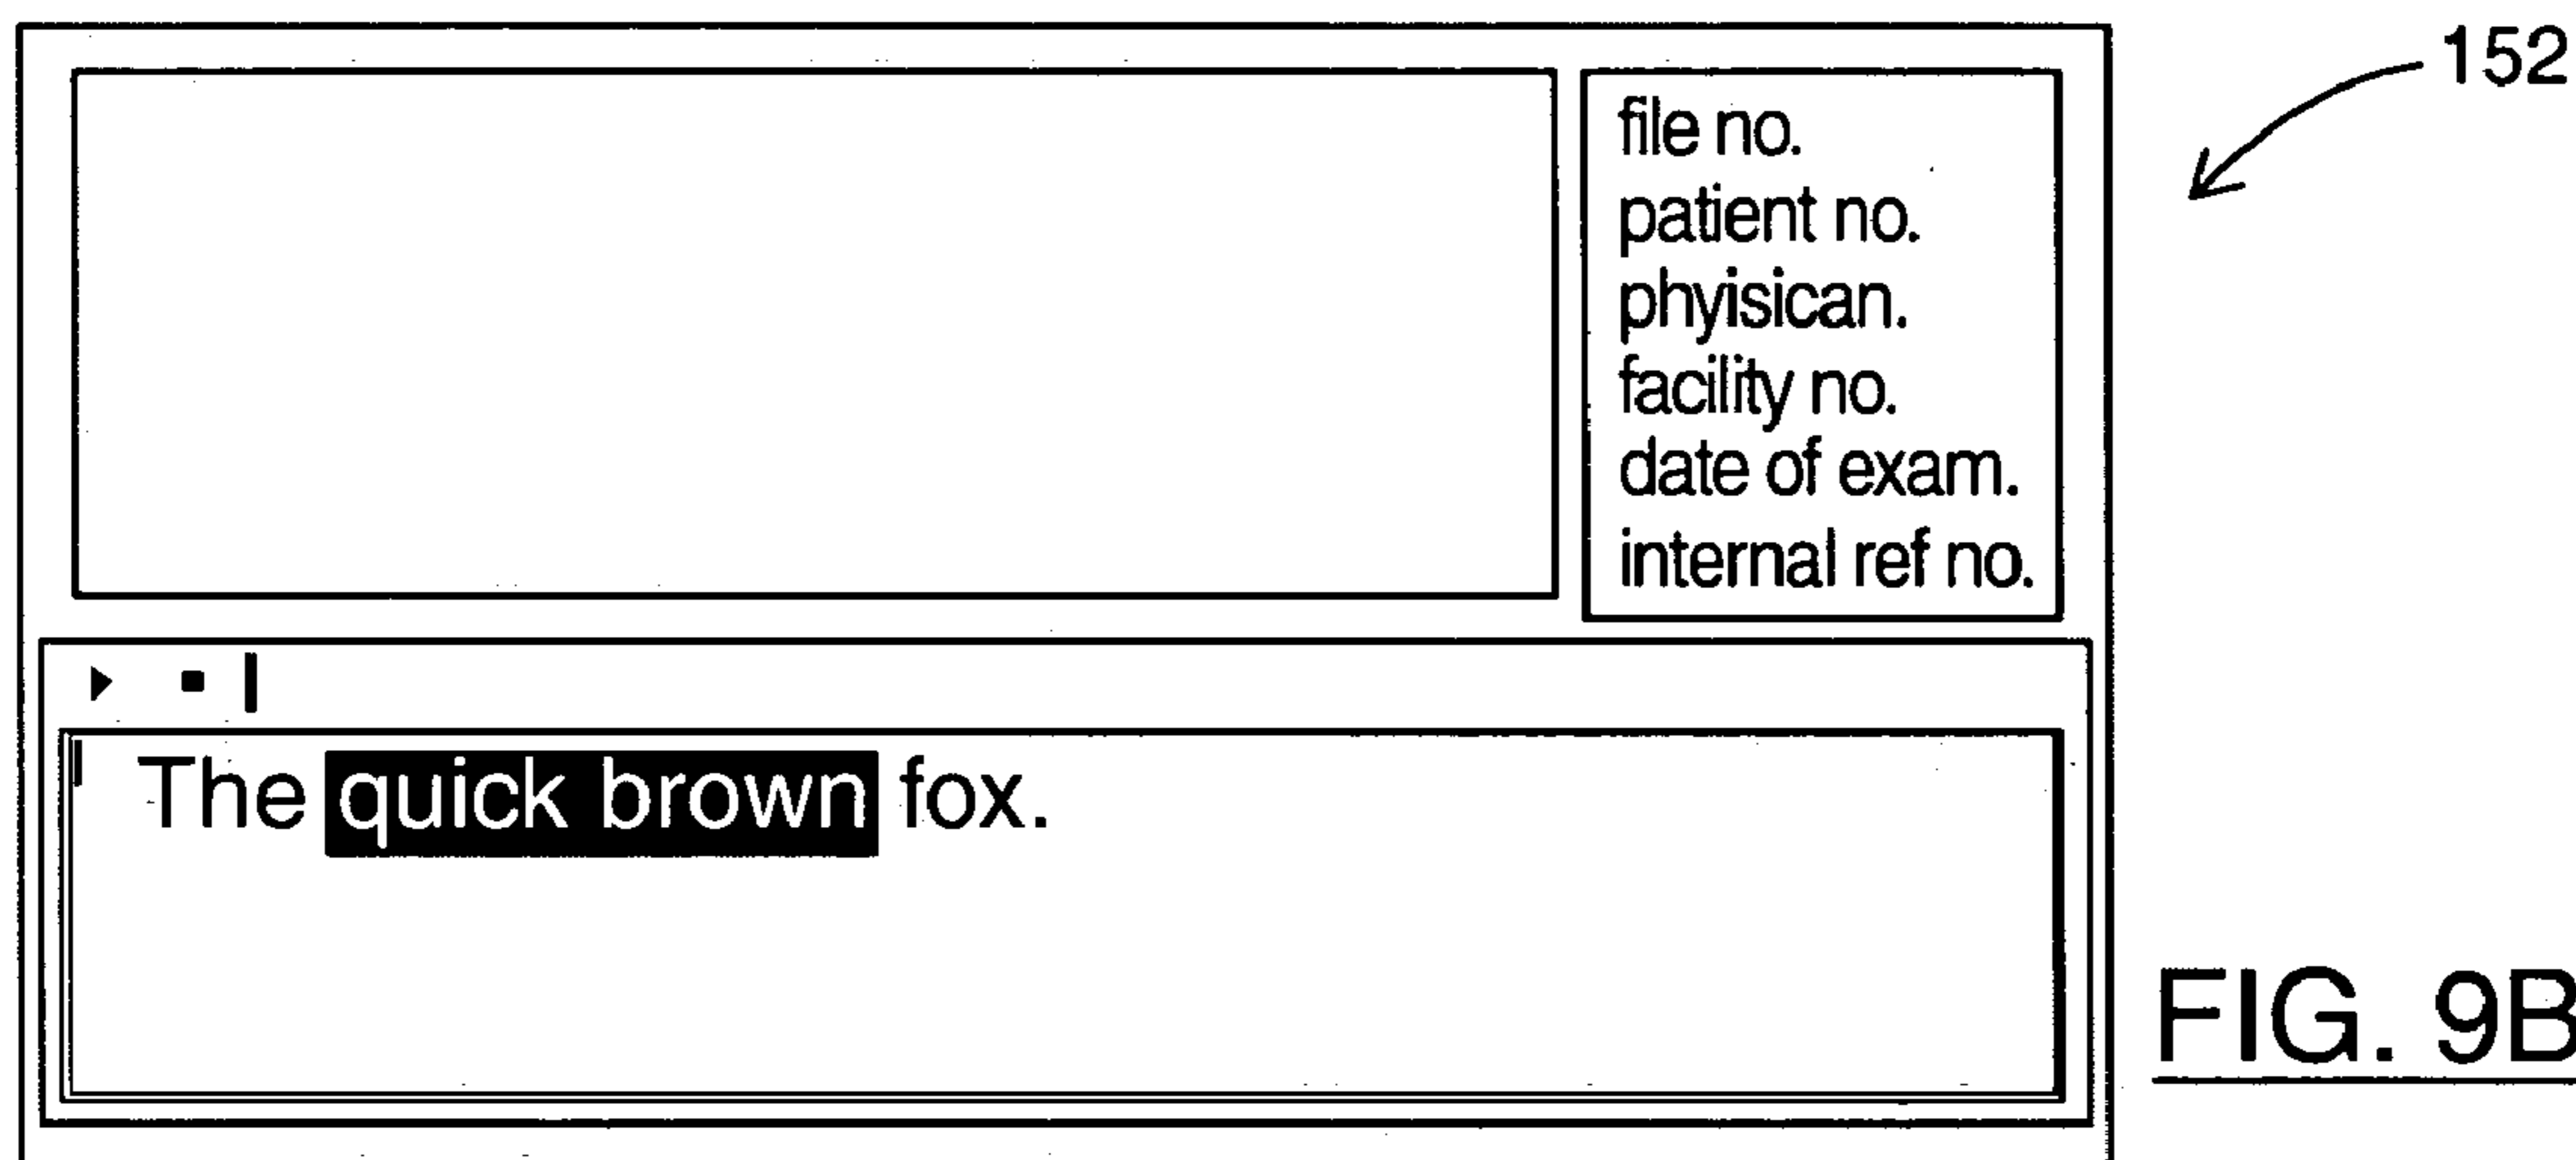 152
file no.
patient no.
phyisican.
facility no.
date of exam.
internal ref no.
The quick brown fox.
FIG. 9B